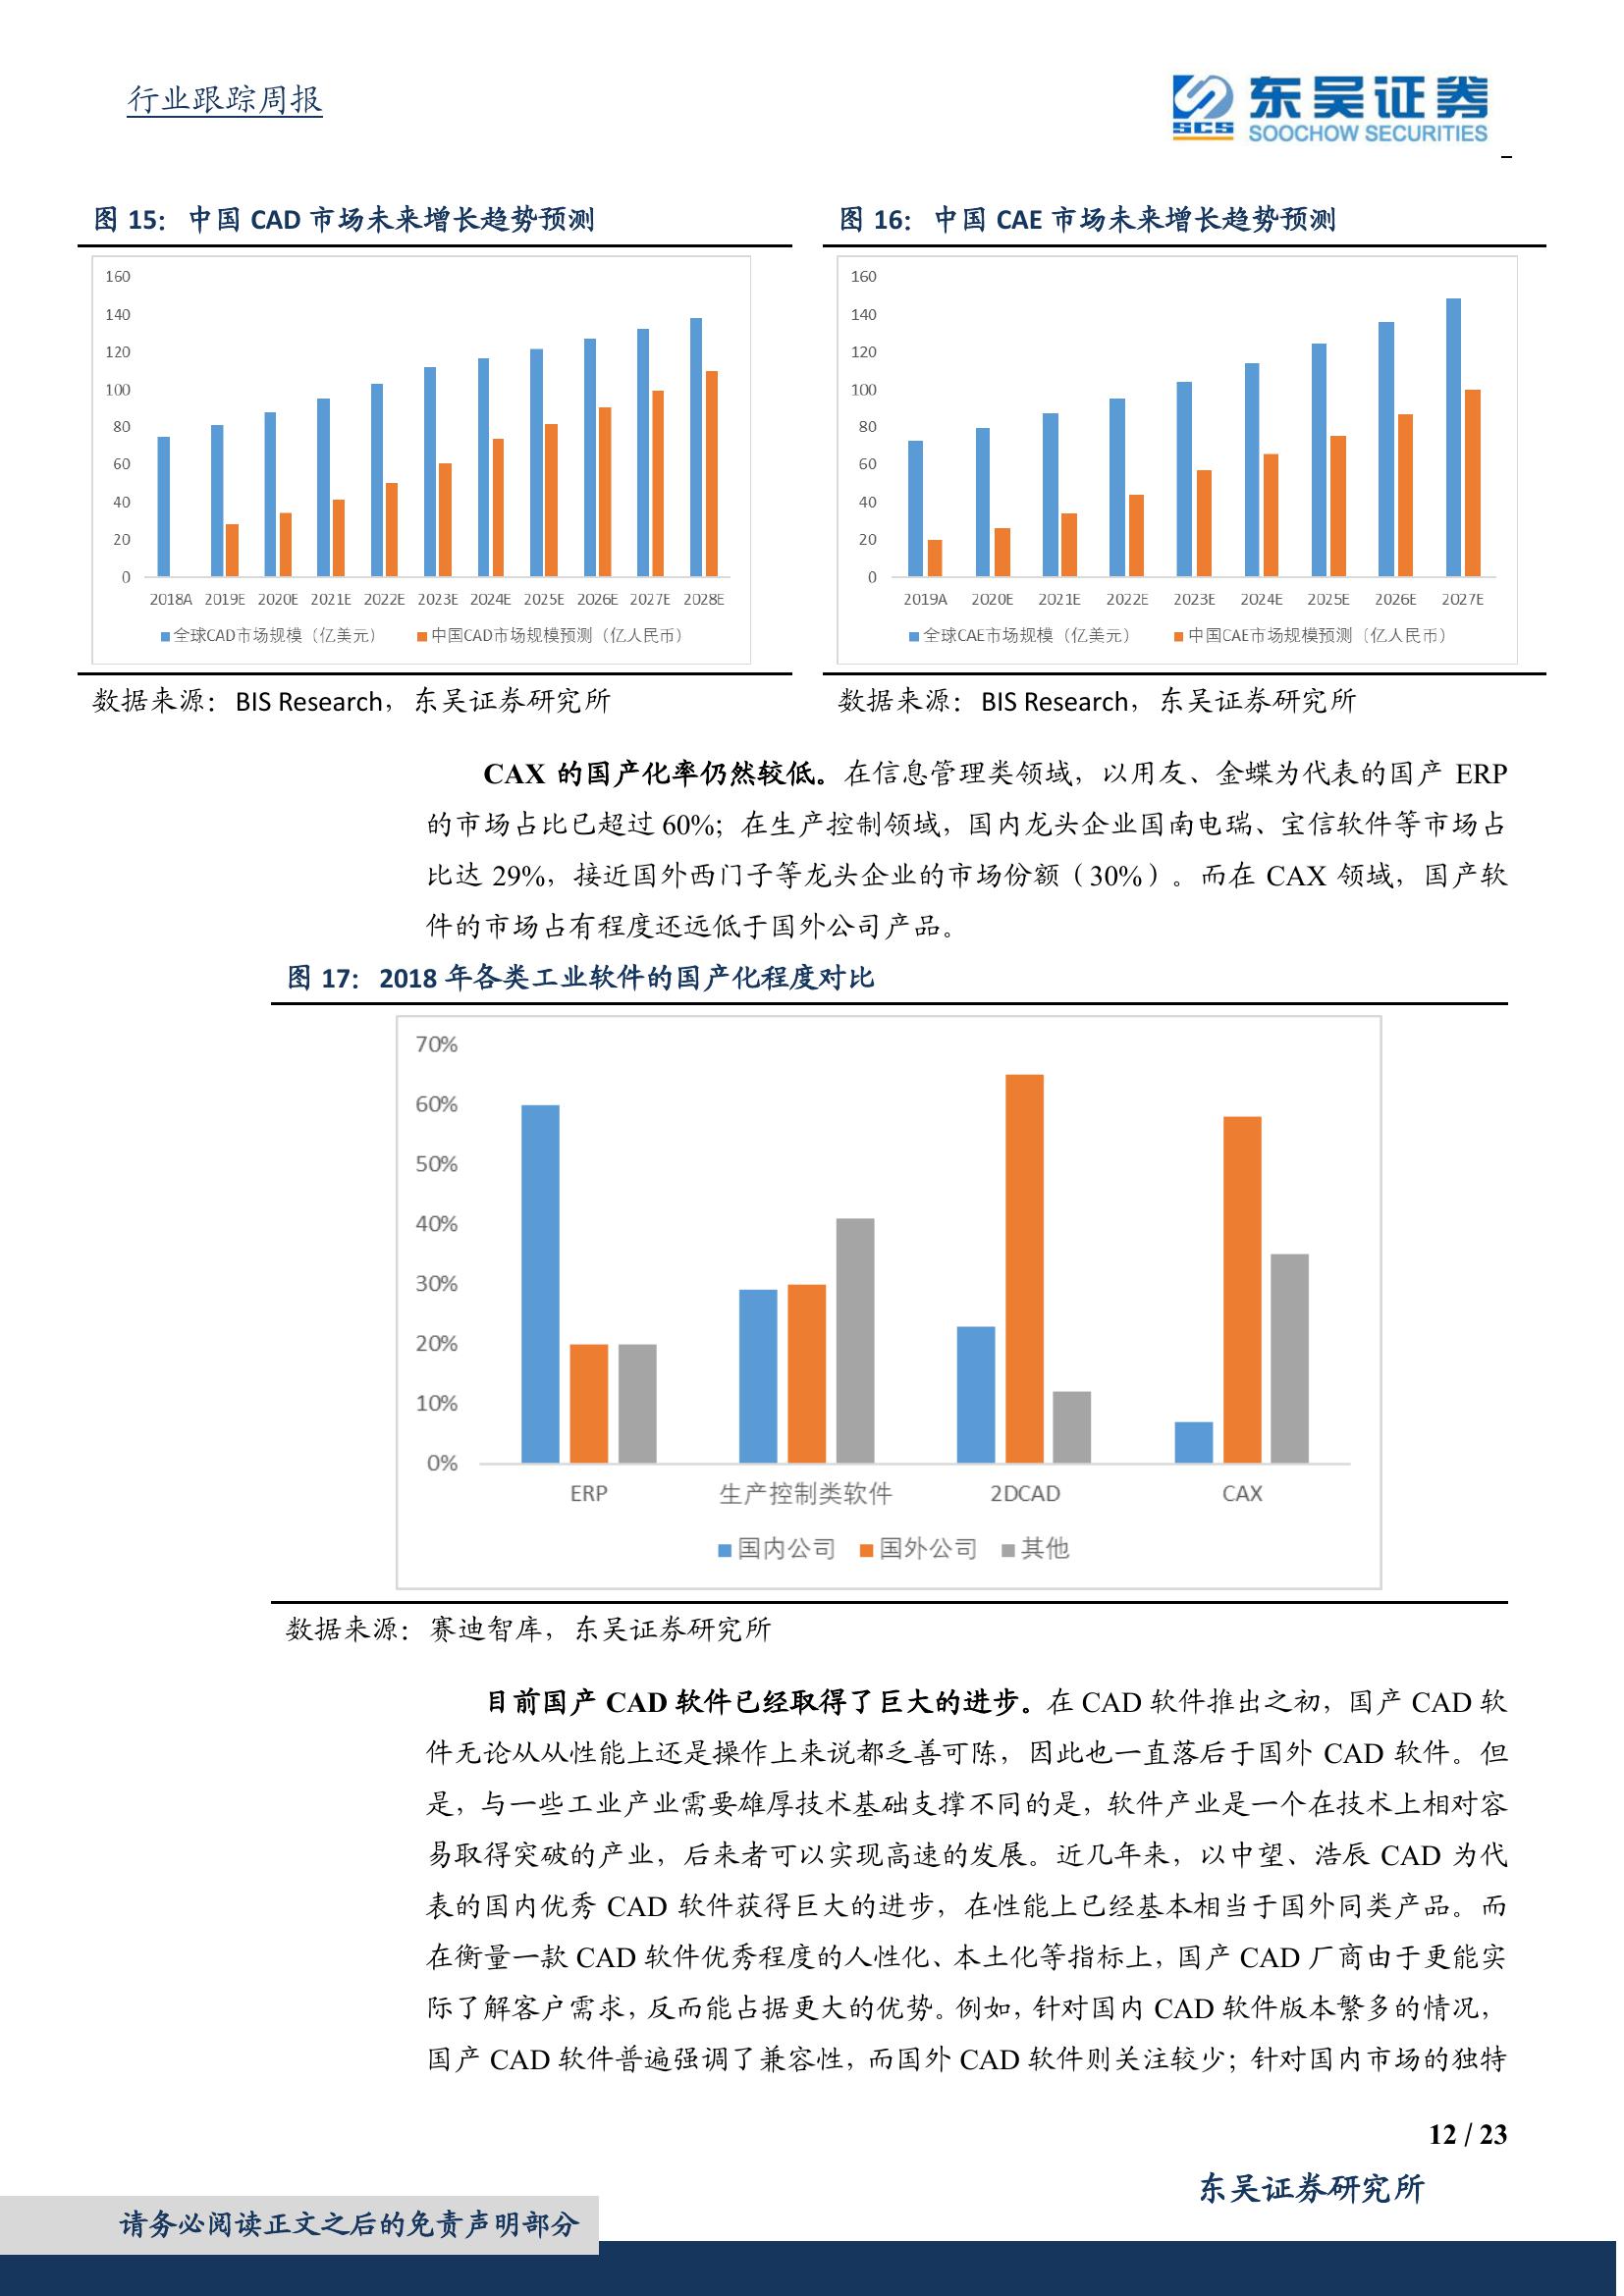 行业跟踪周报
东吴证券
SCS
SOOCHOW SECURITIES
图 15：中国 CAD 市场未来增长趋势预测
160
140
120
100
80
60
40
20
0
2018A 2019E 2020E 2021E 2022E 2023E 2024E 2025E 2026E 2027E 2028E
全球CAD市场规模（亿美元） 中国CAD市场规模预测（亿人民币）
数据来源：BIS Research，东吴证券研究所
图 16：中国 CAE 市场未来增长趋势预测
160
140
120
100
80
60
40
20
0
2019A 2020E 2021E 2022E 2023E 2024E 2025E 2026E 2027E
全球CAE市场规模（亿美元） 中国CAE市场规模预测（亿人民币）
数据来源：BIS Research，东吴证券研究所
CAX 的国产化率仍然较低。在信息管理类领域，以用友、金蝶为代表的国产 ERP
的市场占比已超过 60%；在生产控制领域，国内龙头企业国南电瑞、宝信软件等市场占
比达 29%，接近国外西门子等龙头企业的市场份额（30%）。而在 CAX 领域，国产软
件的市场占有程度还远低于国外公司产品。
图 17：2018 年各类工业软件的国产化程度对比
70%
60%
50%
40%
30%
20%
10%
0%
ERP 生产控制类软件 2DCAD CAX
国内公司 国外公司 其他
数据来源：赛迪智库，东吴证券研究所
目前国产 CAD 软件已经取得了巨大的进步。在 CAD 软件推出之初，国产 CAD 软
件无论从从性能上还是操作上来说都乏善可陈，因此也一直落后于国外 CAD 软件。但
是，与一些工业产业需要雄厚技术基础支撑不同的是，软件产业是一个在技术上相对容
易取得突破的产业，后来者可以实现高速的发展。近几年来，以中望、浩辰 CAD 为代
表的国内优秀 CAD 软件获得巨大的进步，在性能上已经基本相当于国外同类产品。而
在衡量一款 CAD 软件优秀程度的人性化、本土化等指标上，国产 CAD 厂商由于更能实
际了解客户需求，反而能占据更大的优势。例如，针对国内 CAD 软件版本繁多的情况，
国产 CAD 软件普遍强调了兼容性，而国外 CAD 软件则关注较少；针对国内市场的独特
12 / 23
东吴证券研究所
请务必阅读正文之后的免责声明部分